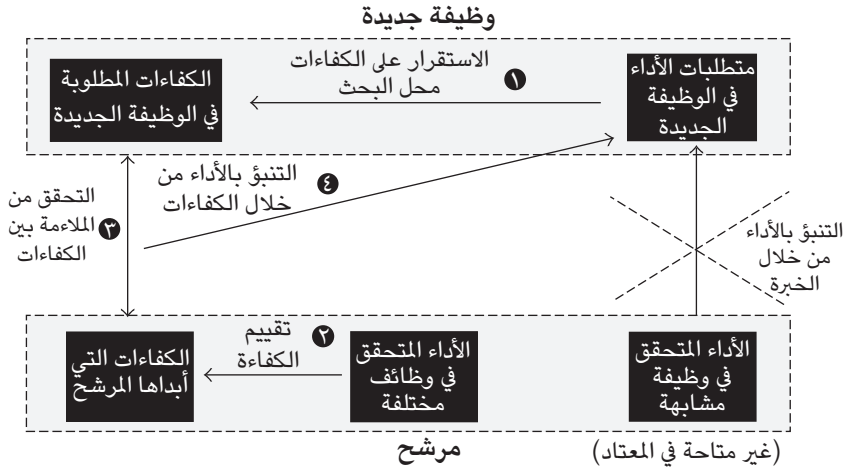 وظيفة جديدة
متطلبات الأداء
في الوظيفة
الجديدة
١
الاستقرار على الكفاءات
محل البحث
الكفاءات المطلوبة
في الوظيفة الجديدة
التنبؤ بالأداء
من خلال
الخبرة
٤
التنبؤ بالأداء من
خلال الكفاءات
٣
التحقق من
الملاءمة بين
الكفاءات
الأداء المتحقق
في وظيفة
مشابهة
الأداء المتحقق
في وظائف
مختلفة
٢
تقييم
الكفاءة
الكفاءات التي
أبداها المرشح
(غير متاحة في المعتاد)
مرشح